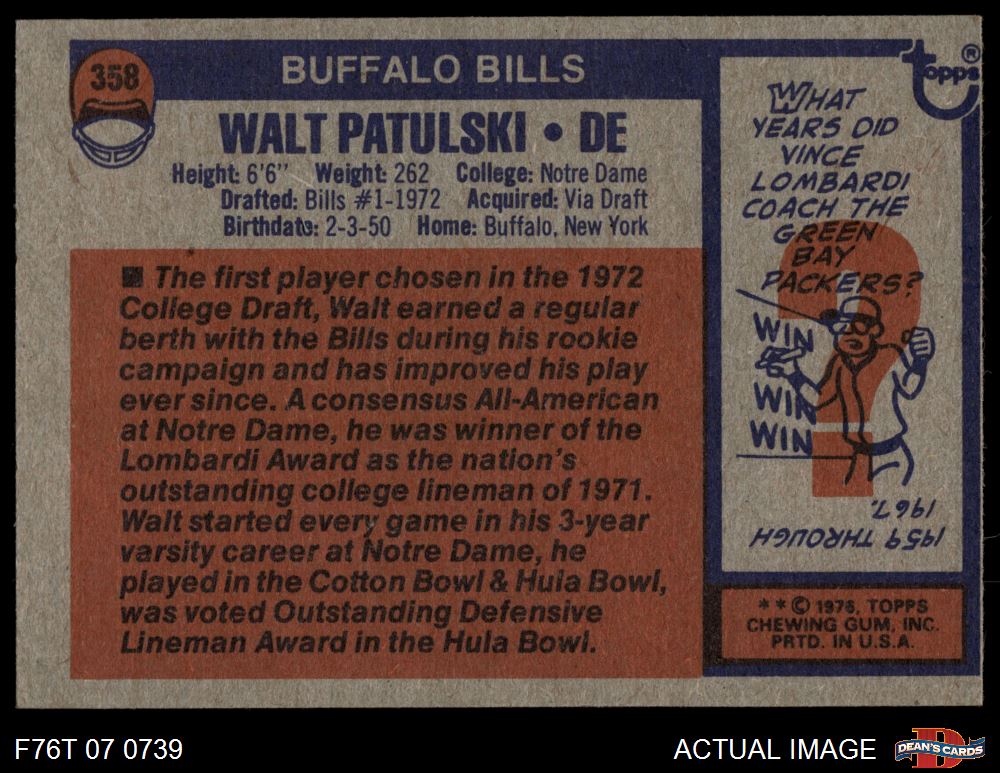 358
BUFFALO BILLS
WALT PATULSKI • DE
Height: 6'6" Weight: 262 College: Notre Dame
Drafted: Bills #1-1972 Acquired: Via Draft
Birthdate: 2-3-50 Home: Buffalo, New York
■ The first player chosen in the 1972
College Draft, Walt earned a regular
berth with the Bills during his rookie
campaign and has improved his play
ever since. A consensus All-American
at Notre Dame, he was winner of the
Lombardi Award as the nation's
outstanding college lineman of 1971.
Walt started every game in his 3-year
varsity career at Notre Dame, he
played in the Cotton Bowl & Hula Bowl,
was voted Outstanding Defensive
Lineman Award in the Hula Bowl.
Topps®
WHAT
YEARS DID
VINCE
LOMBARDI
COACH THE
GREEN
BAY
PACKERS?
WIN
WIN
WIN
1959 THROUGH
1967.
* * © 1976, TOPPS
CHEWING GUM, INC.
PRTD. IN U.S.A.
F76T 07 0739
ACTUAL IMAGE
D
DEAN'S CARDS